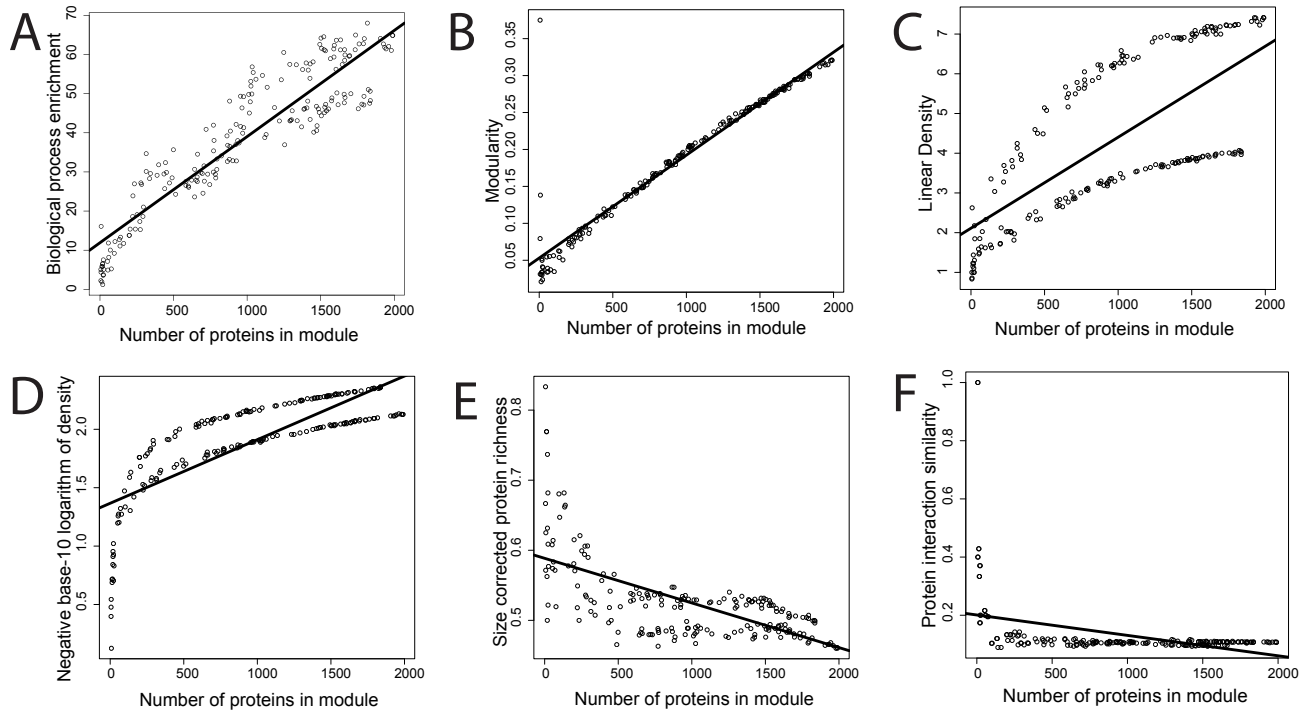 A
Biological process enrichment
70
60
50
40
30
20
10
0
0 500 1000 1500 2000
Number of proteins in module
B
Modularity
0.35
0.30
0.25
0.20
0.15
0.10
0.05
0 500 1000 1500 2000
Number of proteins in module
C
Linear Density
7
6
5
4
3
2
1
0 500 1000 1500 2000
Number of proteins in module
D
Negative base-10 logarithm of density
2.0
1.5
1.0
0.5
0 500 1000 1500 2000
Number of proteins in module
E
Size corrected protein richness
0.8
0.7
0.6
0.5
0 500 1000 1500 2000
Number of proteins in module
F
Protein interaction similarity
1.0
0.8
0.6
0.4
0.2
0 500 1000 1500 2000
Number of proteins in module